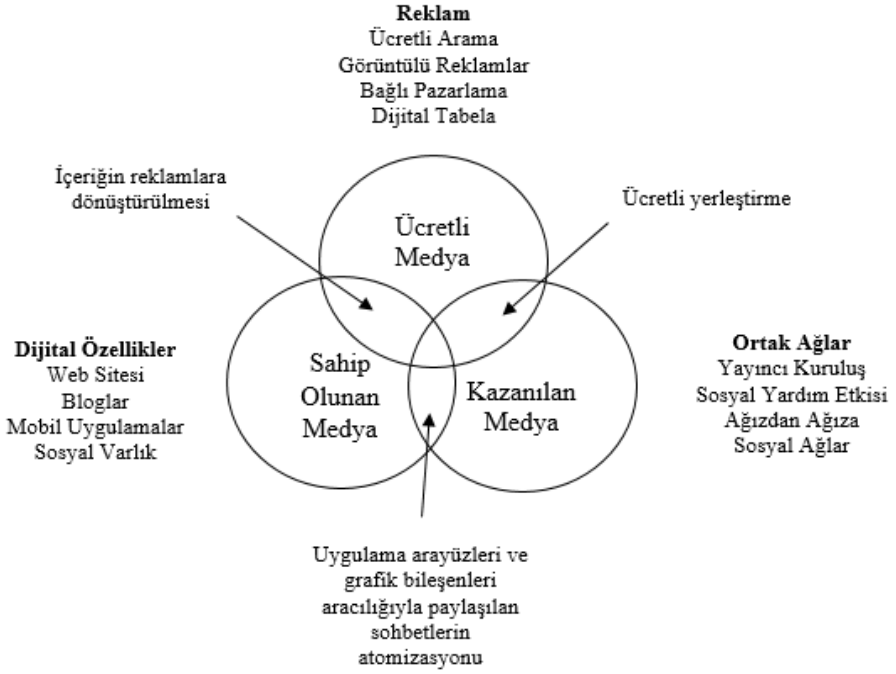 Reklam
Ücretli Arama
Görüntülü Reklamlar
Bağlı Pazarlama
Dijital Tabela
İçeriğin reklamlara
dönüştürülmesi
Ücretli yerleştirme
Ücretli
Medya
Dijital Özellikler
Web Sitesi
Bloglar
Mobil Uygulamalar
Sosyal Varlık
Sahip
Olunan
Medya
Kazanılan
Medya
Ortak Ağlar
Yayıncı Kuruluş
Sosyal Yardım Etkisi
Ağızdan Ağıza
Sosyal Ağlar
Uygulama arayüzleri ve
grafik bileşenleri
aracılığıyla paylaşılan
sohbetlerin
atomizasyonu